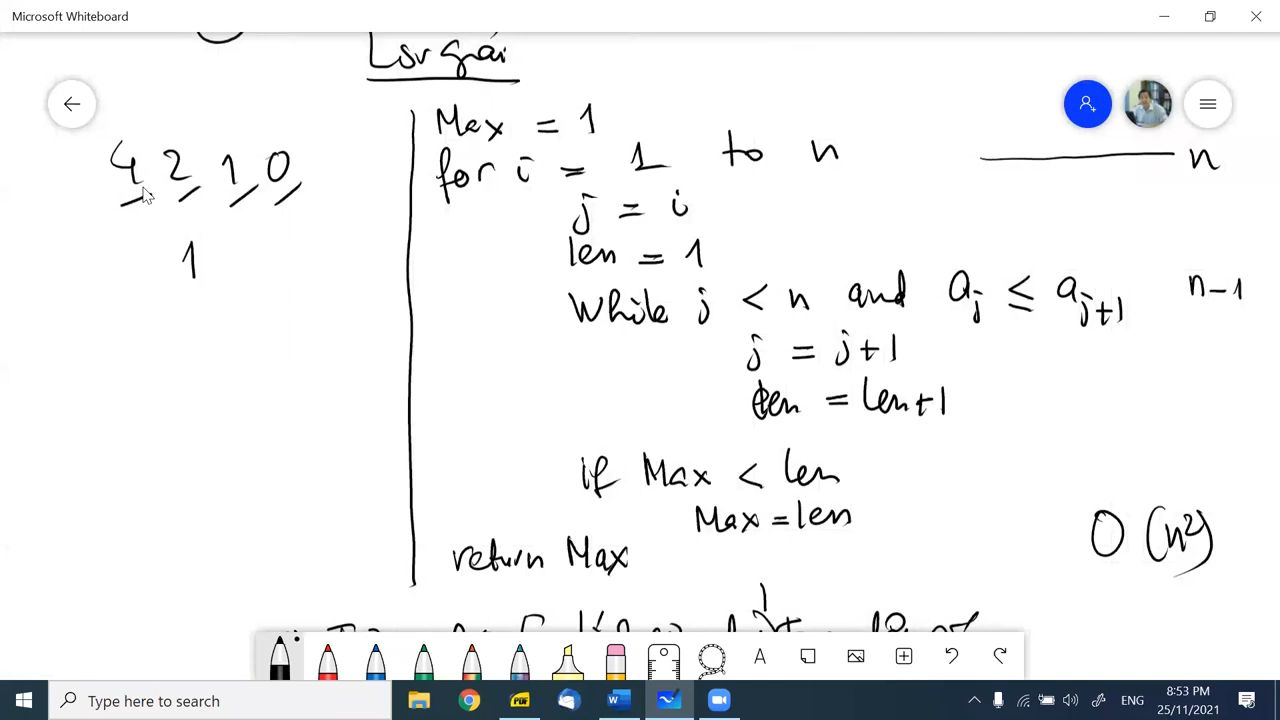 Microsoft Whiteboard
Lời giải
4 2 1 0
1
Max = 1
for i = 1 to n
n
j = i
len = 1
While j < n and aj ≤ aj+1
n-1
j = j+1
len = len+1
if Max < len
Max = len
return Max
O(n²)
Type here to search
PDF
ENG
8:53 PM
25/11/2021